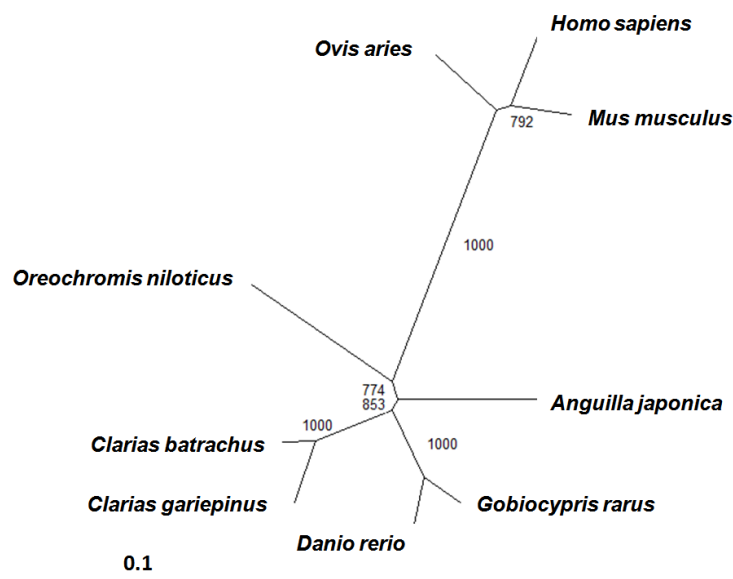 Homo sapiens
Ovis aries
Mus musculus
792
1000
Oreochromis niloticus
774
853
Anguilla japonica
1000
Clarias batrachus
1000
Clarias gariepinus
Gobiocypris rarus
Danio rerio
0.1